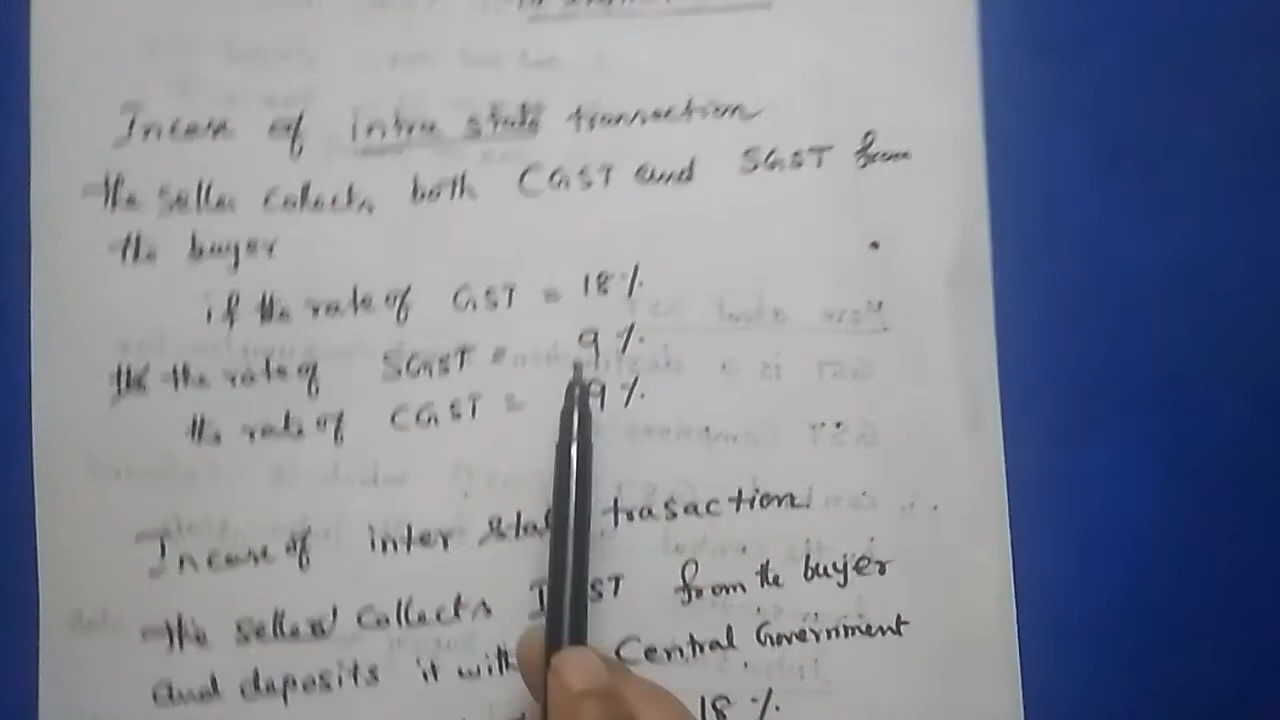 Incase of intra state transaction
the seller collects both CGST and SGST from
the buyer
if the rate of GST = 18%
the rate of SGST = 9%
the rate of CGST = 9%
Incase of inter sta trasaction.
the seller collects I ST from the buyer
and deposits it with Central Government
18%